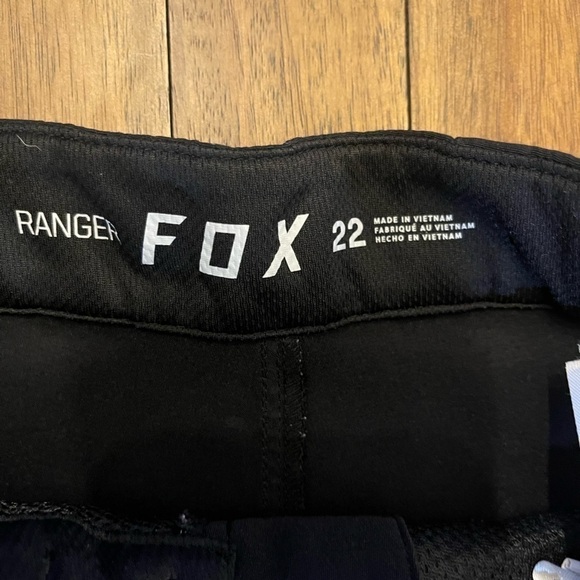 RANGER FOX 22
MADE IN VIETNAM
FABRIQUÉ AU VIETNAM
HECHO EN VIETNAM